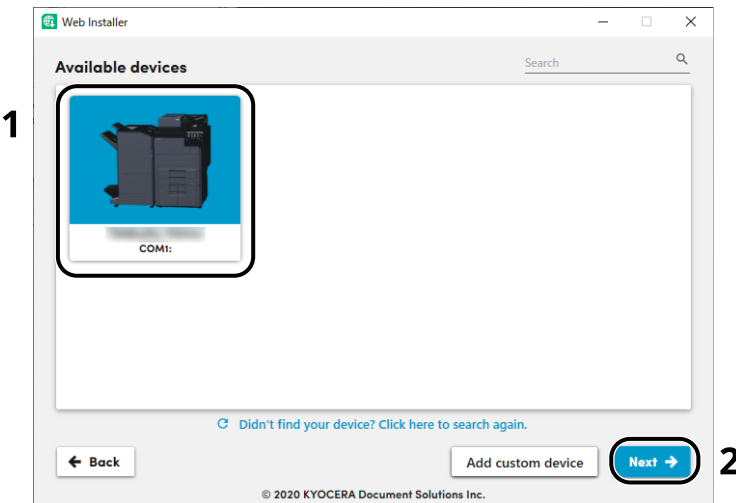 Web Installer
Available devices
Search
1
COM1:
Didn't find your device? Click here to search again.
Back
Add custom device
Next
2
© 2020 KYOCERA Document Solutions Inc.